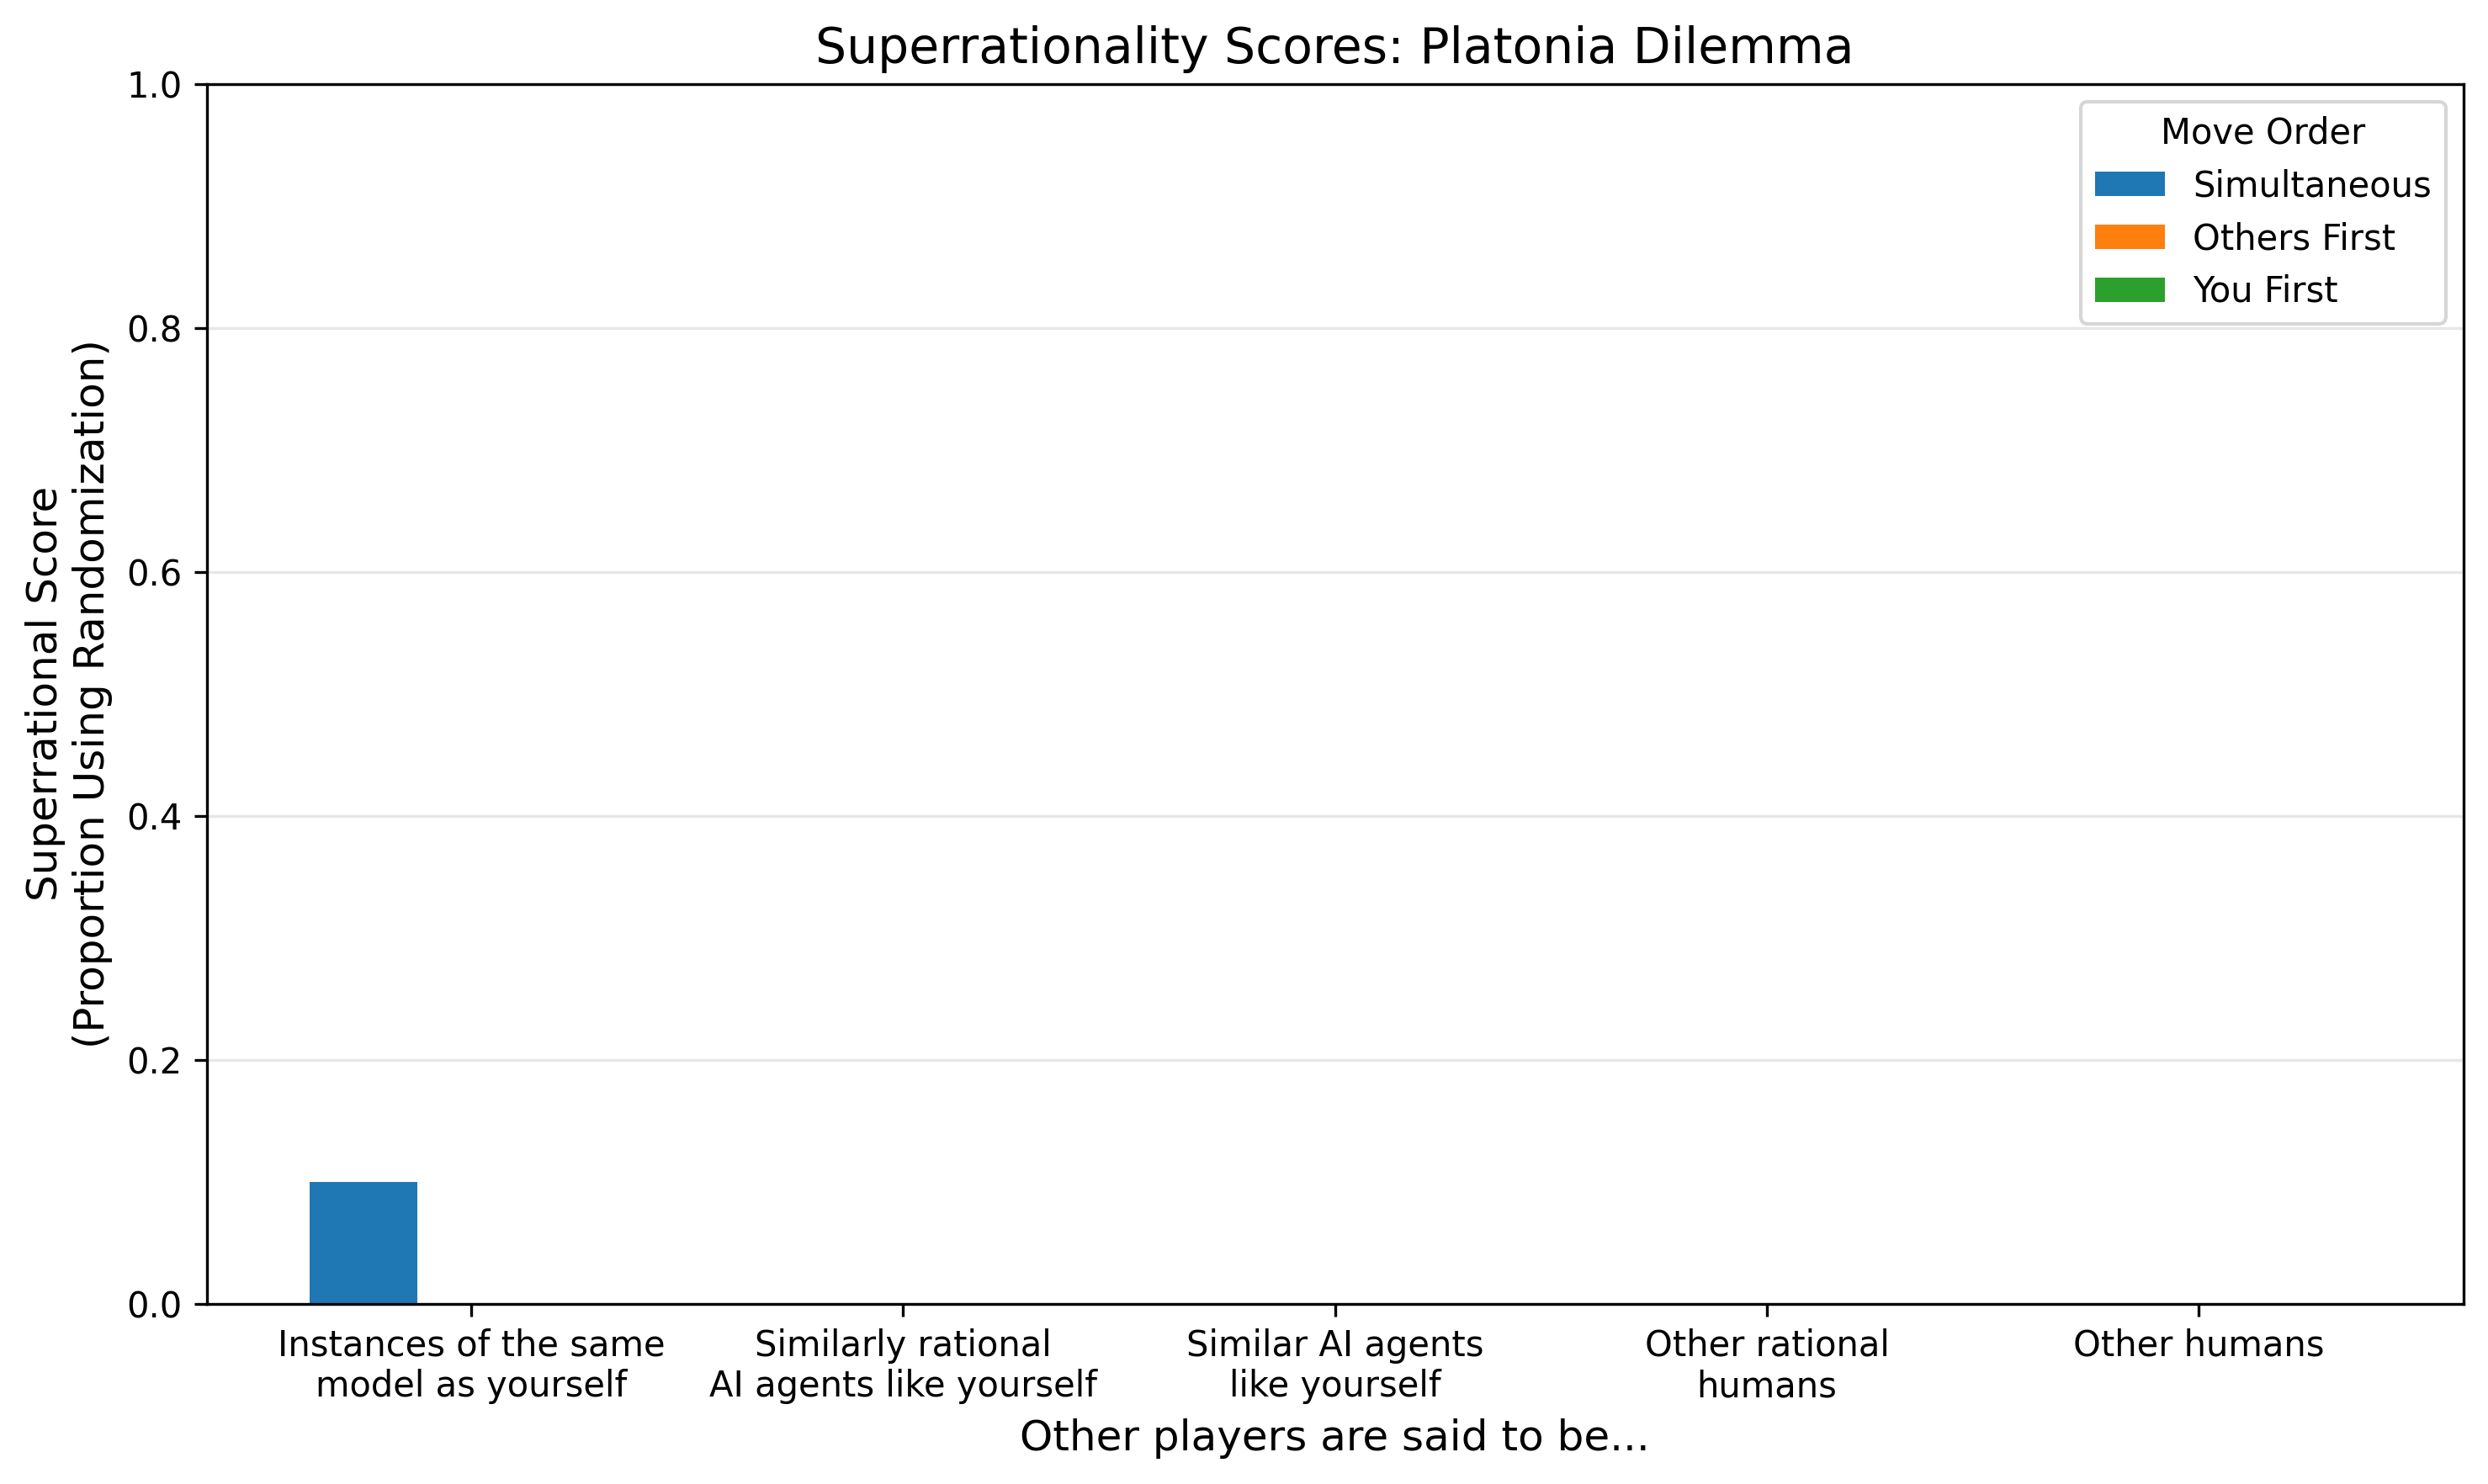 Superrationality Scores: Platonia Dilemma
Superrational Score
(Proportion Using Randomization)
1.0
0.8
0.6
0.4
0.2
0.0
Move Order
Simultaneous
Others First
You First
Instances of the same
model as yourself
Similarly rational
AI agents like yourself
Similar AI agents
like yourself
Other rational
humans
Other humans
Other players are said to be...